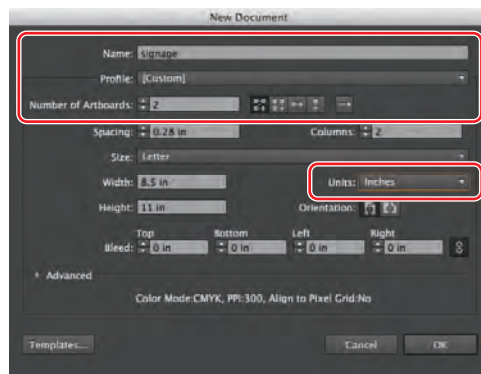 New Document
Name: signage
Profile: [Custom]
Number of Artboards: 2
Spacing: 0.28 in Columns: 2
Size: Letter
Width: 8.5 in Units: Inches
Height: 11 in Orientation:
Top Bottom Left Right
Bleed: 0 in 0 in 0 in 0 in
Advanced
Color Mode:CMYK, PPI:300, Align to Pixel Grid:No
Templates... Cancel OK